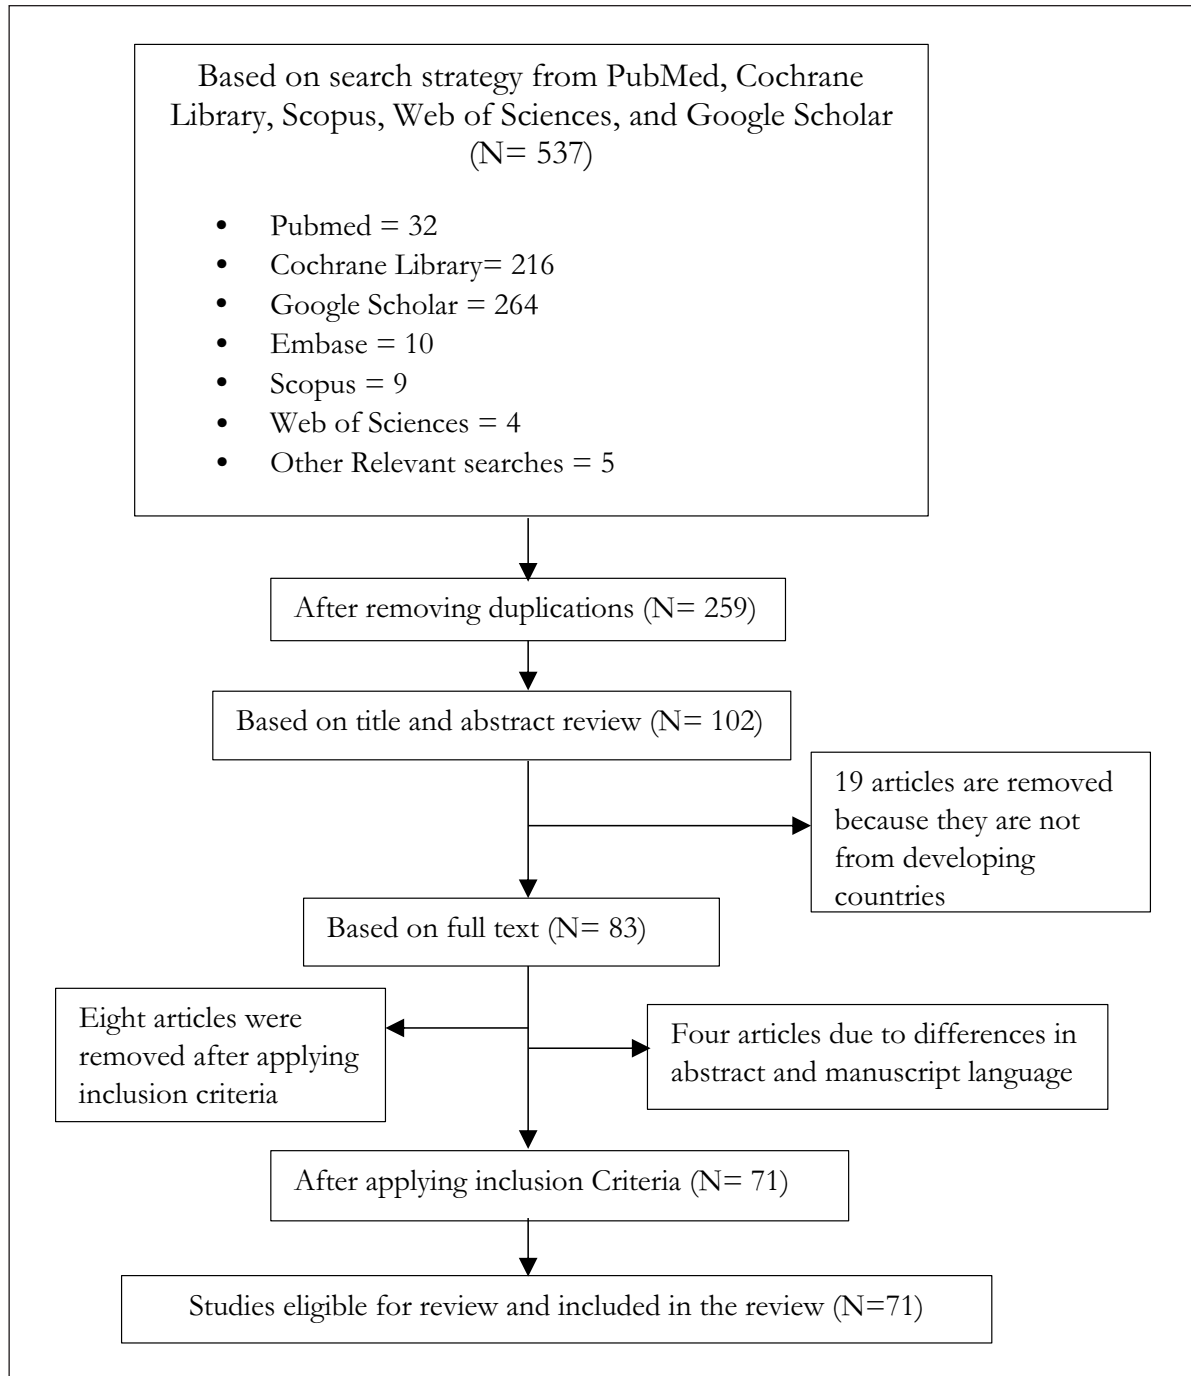 Based on search strategy from PubMed, Cochrane
Library, Scopus, Web of Sciences, and Google Scholar
(N= 537)
• Pubmed = 32
• Cochrane Library= 216
• Google Scholar = 264
• Embase = 10
• Scopus = 9
• Web of Sciences = 4
• Other Relevant searches = 5
After removing duplications (N= 259)
Based on title and abstract review (N= 102)
19 articles are removed
because they are not
from developing
countries
Based on full text (N= 83)
Eight articles were
removed after applying
inclusion criteria
Four articles due to differences in
abstract and manuscript language
After applying inclusion Criteria (N= 71)
Studies eligible for review and included in the review (N=71)